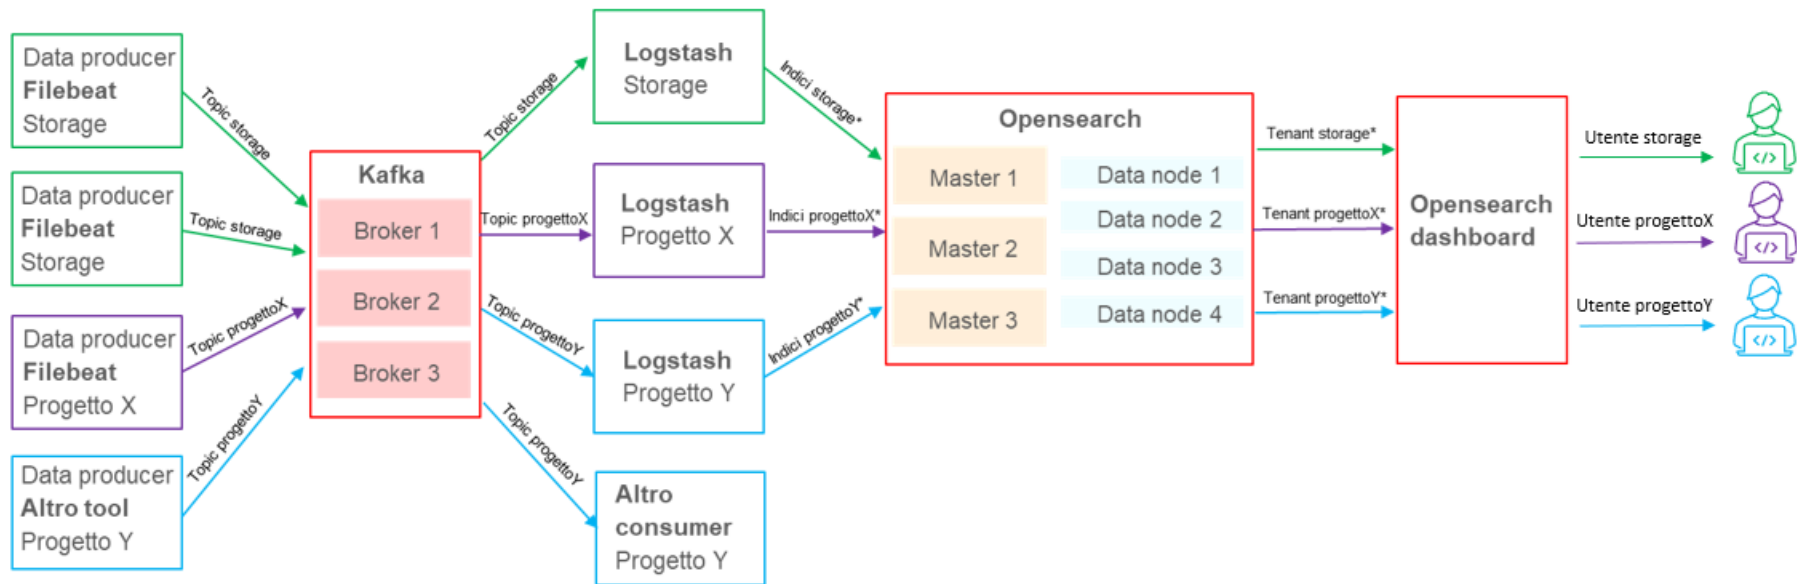 Data producer
Filebeat
Storage
Data producer
Filebeat
Storage
Data producer
Filebeat
Progetto X
Data producer
Altro tool
Progetto Y
Topic storage
Topic storage
Topic progettoX
Topic progettoY
Kafka
Broker 1
Broker 2
Broker 3
Topic storage
Topic progettoX
Topic progettoY
Topic progettoY
Logstash
Storage
Logstash
Progetto X
Logstash
Progetto Y
Altro
consumer
Progetto Y
Indici storage*
Indici progettoX*
Indici progettoY*
Opensearch
Master 1
Master 2
Master 3
Data node 1
Data node 2
Data node 3
Data node 4
Tenant storage*
Tenant progettoX*
Tenant progettoY*
Opensearch
dashboard
Utente storage
Utente progettoX
Utente progettoY
</>
</>
</>